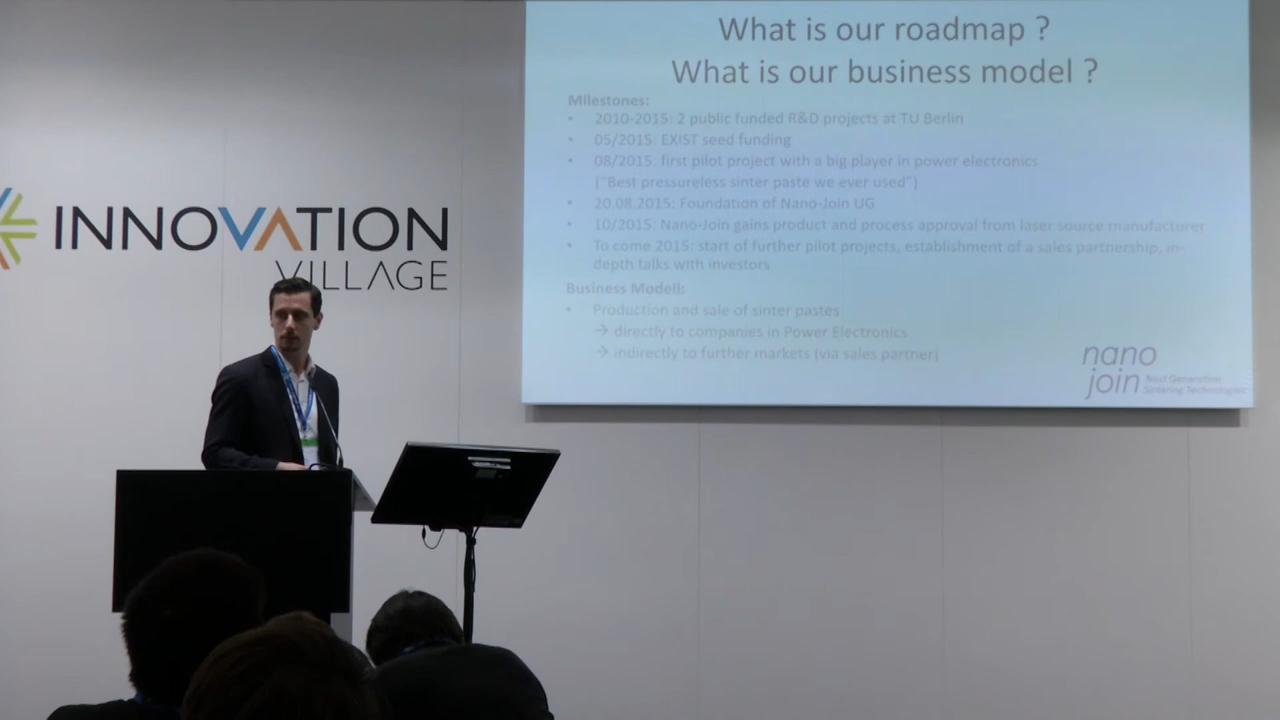 What is our roadmap ?
What is our business model ?
Milestones:
• 2010-2015: 2 public funded R&D projects at TU Berlin
• 05/2015: EXIST seed funding
• 08/2015: first pilot project with a big player in power electronics
("Best pressureless sinter paste we ever used")
• 20.08.2015: Foundation of Nano-Join UG
• 10/2015: Nano-Join gains product and process approval from laser source manufacturer
• To come 2015: start of further pilot projects, establishment of a sales partnership, in-
depth talks with investors
Business Modell:
• Production and sale of sinter pastes
→ directly to companies in Power Electronics
→ indirectly to further markets (via sales partner)
nano
join
Next Generation
Sintering Technologies
INNOVATION
VILLAGE